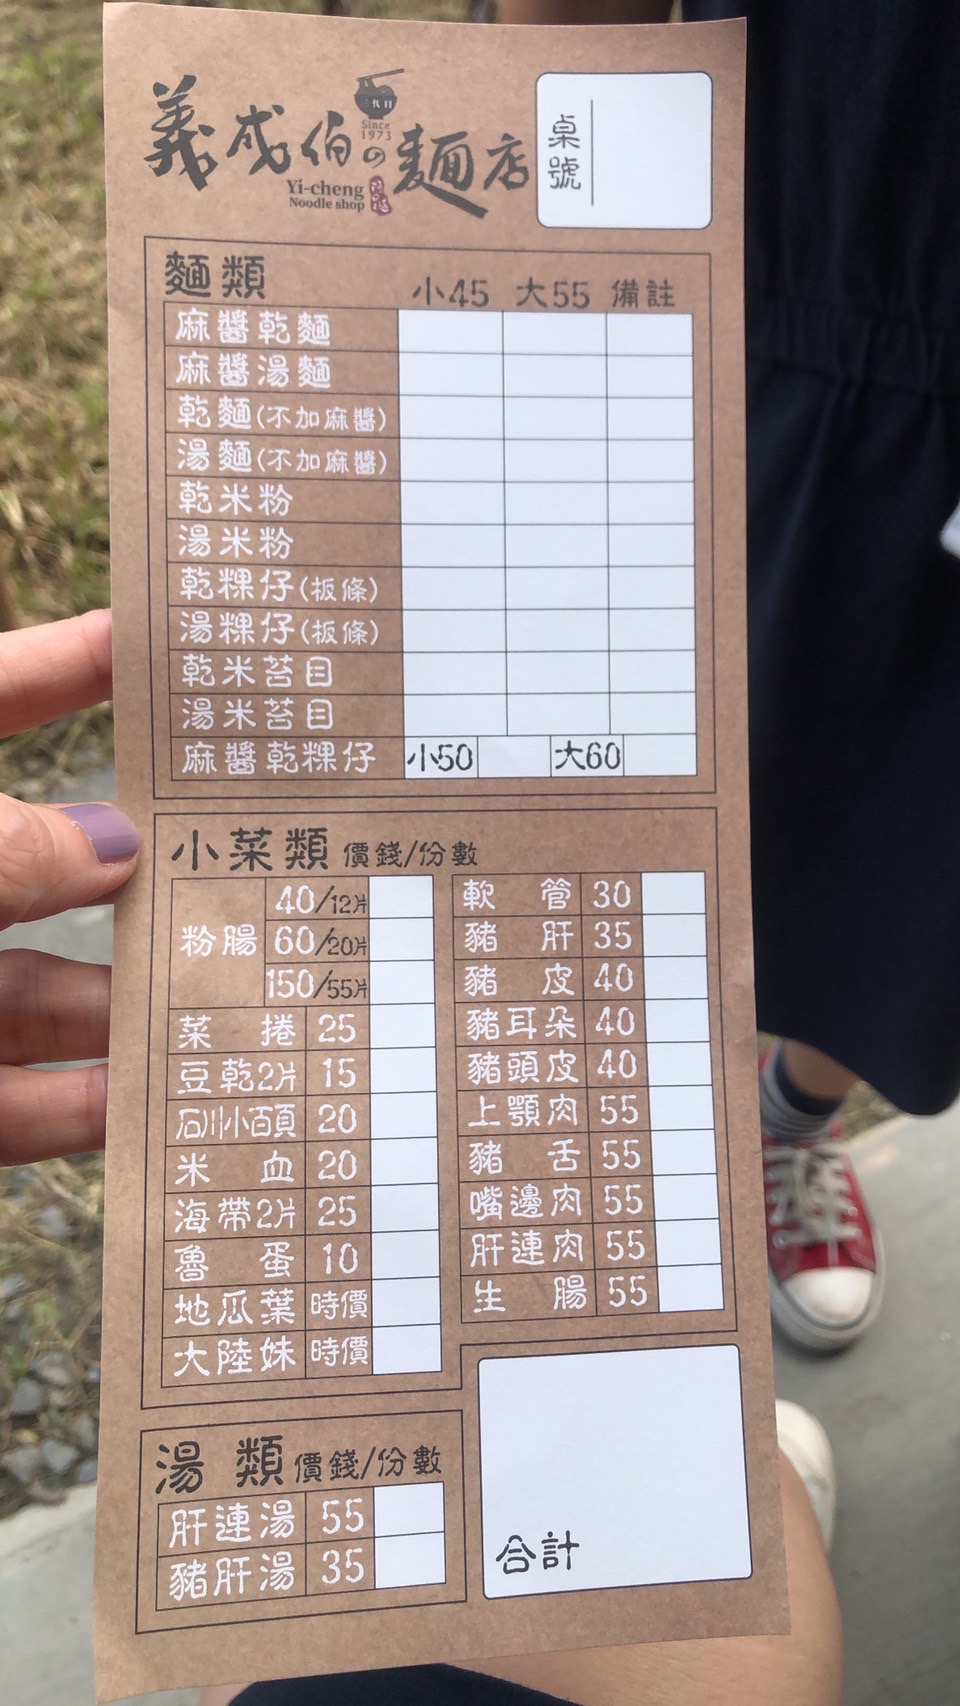 義成伯の麵店
Since
1973
Yi-cheng
Noodle shop
桌號
麵類 小45 大55 備註
麻醬乾麵
麻醬湯麵
乾麵(不加麻醬)
湯麵(不加麻醬)
乾米粉
湯米粉
乾粿仔(板條)
湯粿仔(板條)
乾米苔目
湯米苔目
麻醬乾粿仔 小50 大60
小菜類 價錢/份數
粉腸 40/12片
60/20片
150/55片
菜捲 25
豆乾2片 15
硎小百頁 20
米血 20
海帶2片 25
魯蛋 10
地瓜葉 時價
大陸妹 時價
軟管 30
豬肝 35
豬皮 40
豬耳朵 40
豬頭皮 40
上顎肉 55
豬舌 55
嘴邊肉 55
肝連肉 55
生腸 55
湯類 價錢/份數
肝連湯 55
豬肝湯 35
合計